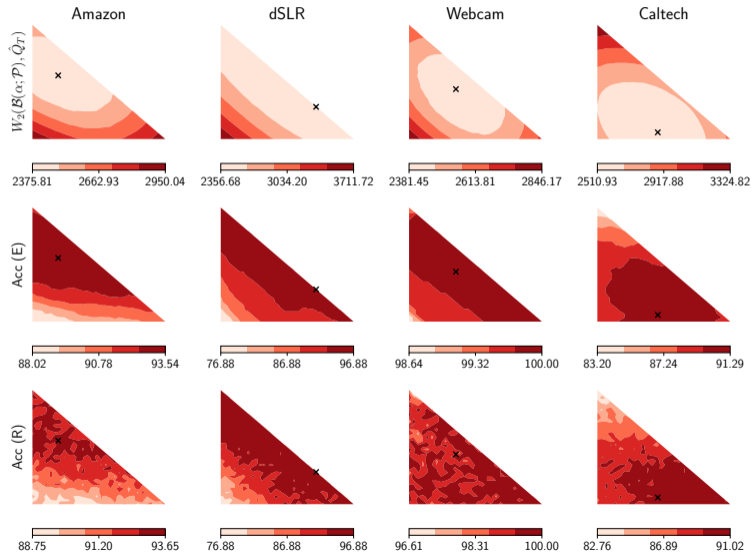 Amazon dSLR Webcam Caltech
W₂(𝓑(α; 𝓟), Q̂_T)
2375.81 2662.93 2950.04 2356.68 3034.20 3711.72 2381.45 2613.81 2846.17 2510.93 2917.88 3324.82
Acc (E)
88.02 90.78 93.54 76.88 86.88 96.88 98.64 99.32 100.00 83.20 87.24 91.29
Acc (R)
88.75 91.20 93.65 76.88 86.88 96.88 96.61 98.31 100.00 82.76 86.89 91.02